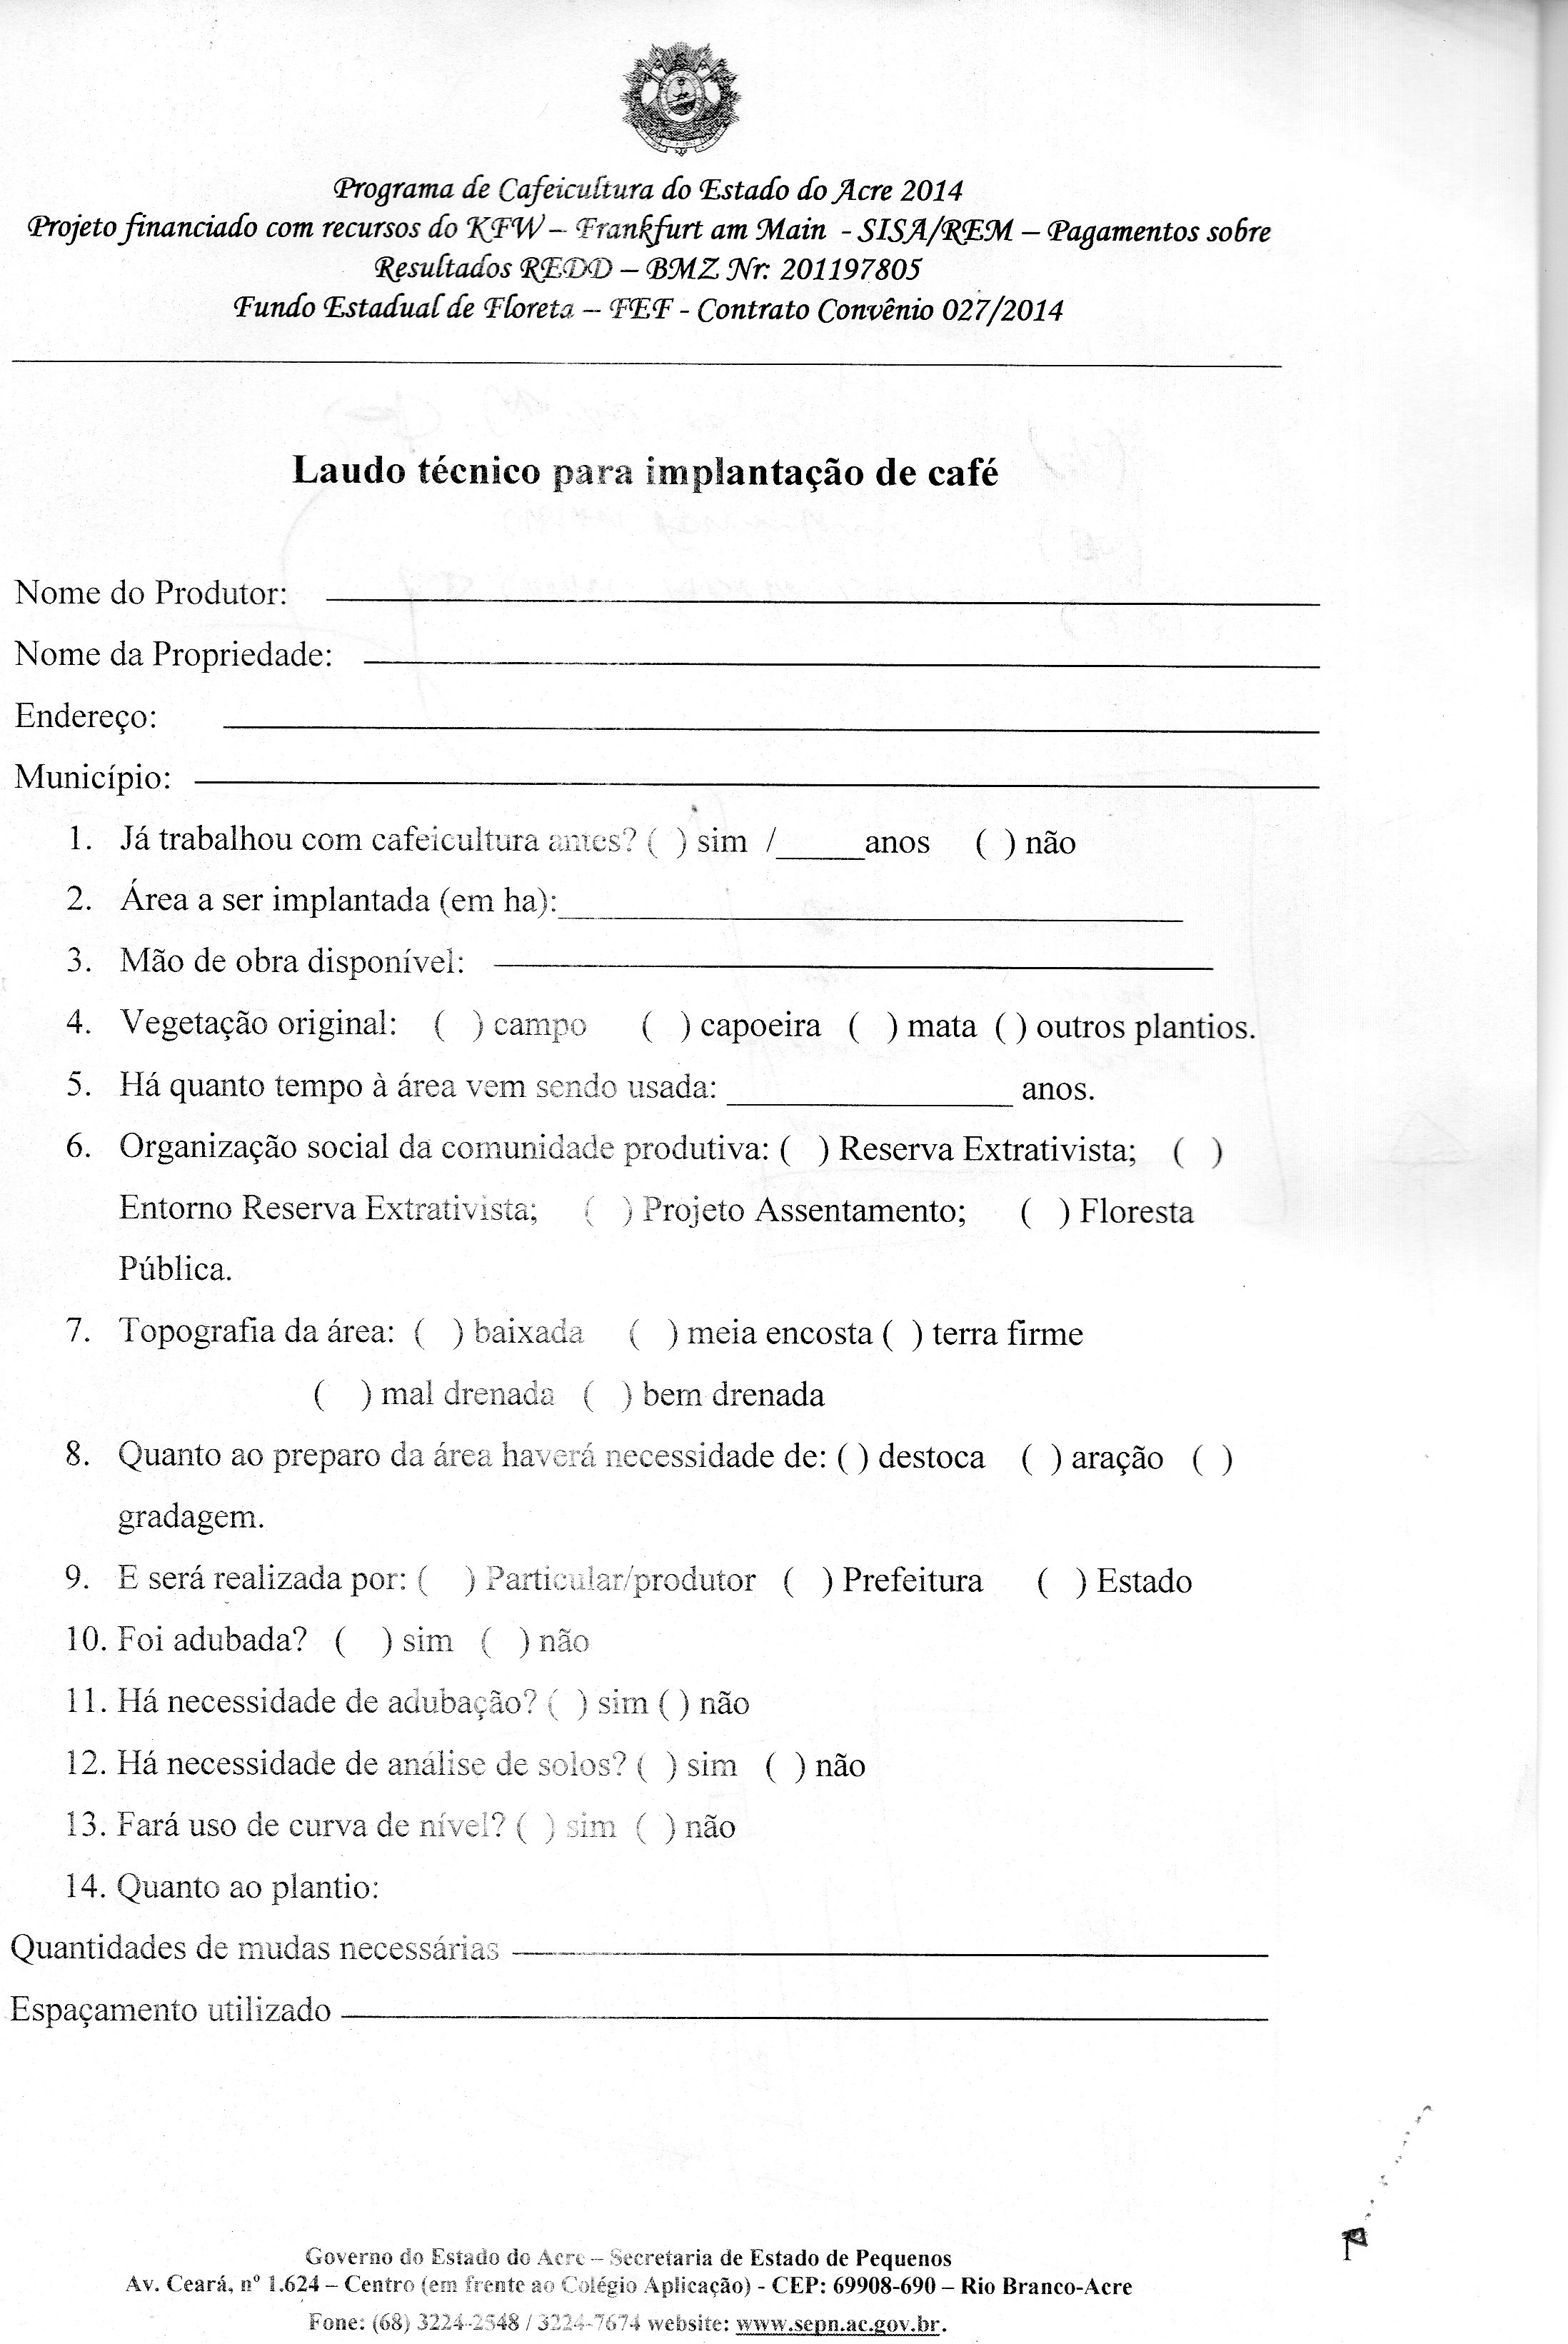 Programa de Cafeicultura do Estado do Acre 2014
Projeto financiado com recursos do KFW – Frankfurt am Main - SISA/REM – Pagamentos sobre
Resultados REDD – BMZ Nr: 201197805
Fundo Estadual de Floreta – FEF - Contrato Convênio 027/2014
Laudo técnico para implantação de café
Nome do Produtor: ____________________
Nome da Propriedade: ____________________
Endereço: ____________________
Município: ____________________
1. Já trabalhou com cafeicultura antes? ( ) sim /_____anos ( ) não
2. Área a ser implantada (em ha):____________________
3. Mão de obra disponível: ____________________
4. Vegetação original: ( ) campo ( ) capoeira ( ) mata ( ) outros plantios.
5. Há quanto tempo à área vem sendo usada: ________________ anos.
6. Organização social da comunidade produtiva: ( ) Reserva Extrativista; ( )
Entorno Reserva Extrativista; ( ) Projeto Assentamento; ( ) Floresta
Pública.
7. Topografia da área: ( ) baixada ( ) meia encosta ( ) terra firme
( ) mal drenada ( ) bem drenada
8. Quanto ao preparo da área haverá necessidade de: ( ) destoca ( ) aração ( )
gradagem.
9. E será realizada por: ( ) Particular/produtor ( ) Prefeitura ( ) Estado
10. Foi adubada? ( ) sim ( ) não
11. Há necessidade de adubação? ( ) sim ( ) não
12. Há necessidade de análise de solos? ( ) sim ( ) não
13. Fará uso de curva de nível? ( ) sim ( ) não
14. Quanto ao plantio:
Quantidades de mudas necessárias ____________________
Espaçamento utilizado ____________________
Governo do Estado do Acre – Secretaria de Estado de Pequenos
Av. Ceará, nº 1.624 – Centro (em frente ao Colégio Aplicação) - CEP: 69908-690 – Rio Branco-Acre
Fone: (68) 3224-2548 / 3224-7674 website: www.sepn.ac.gov.br.